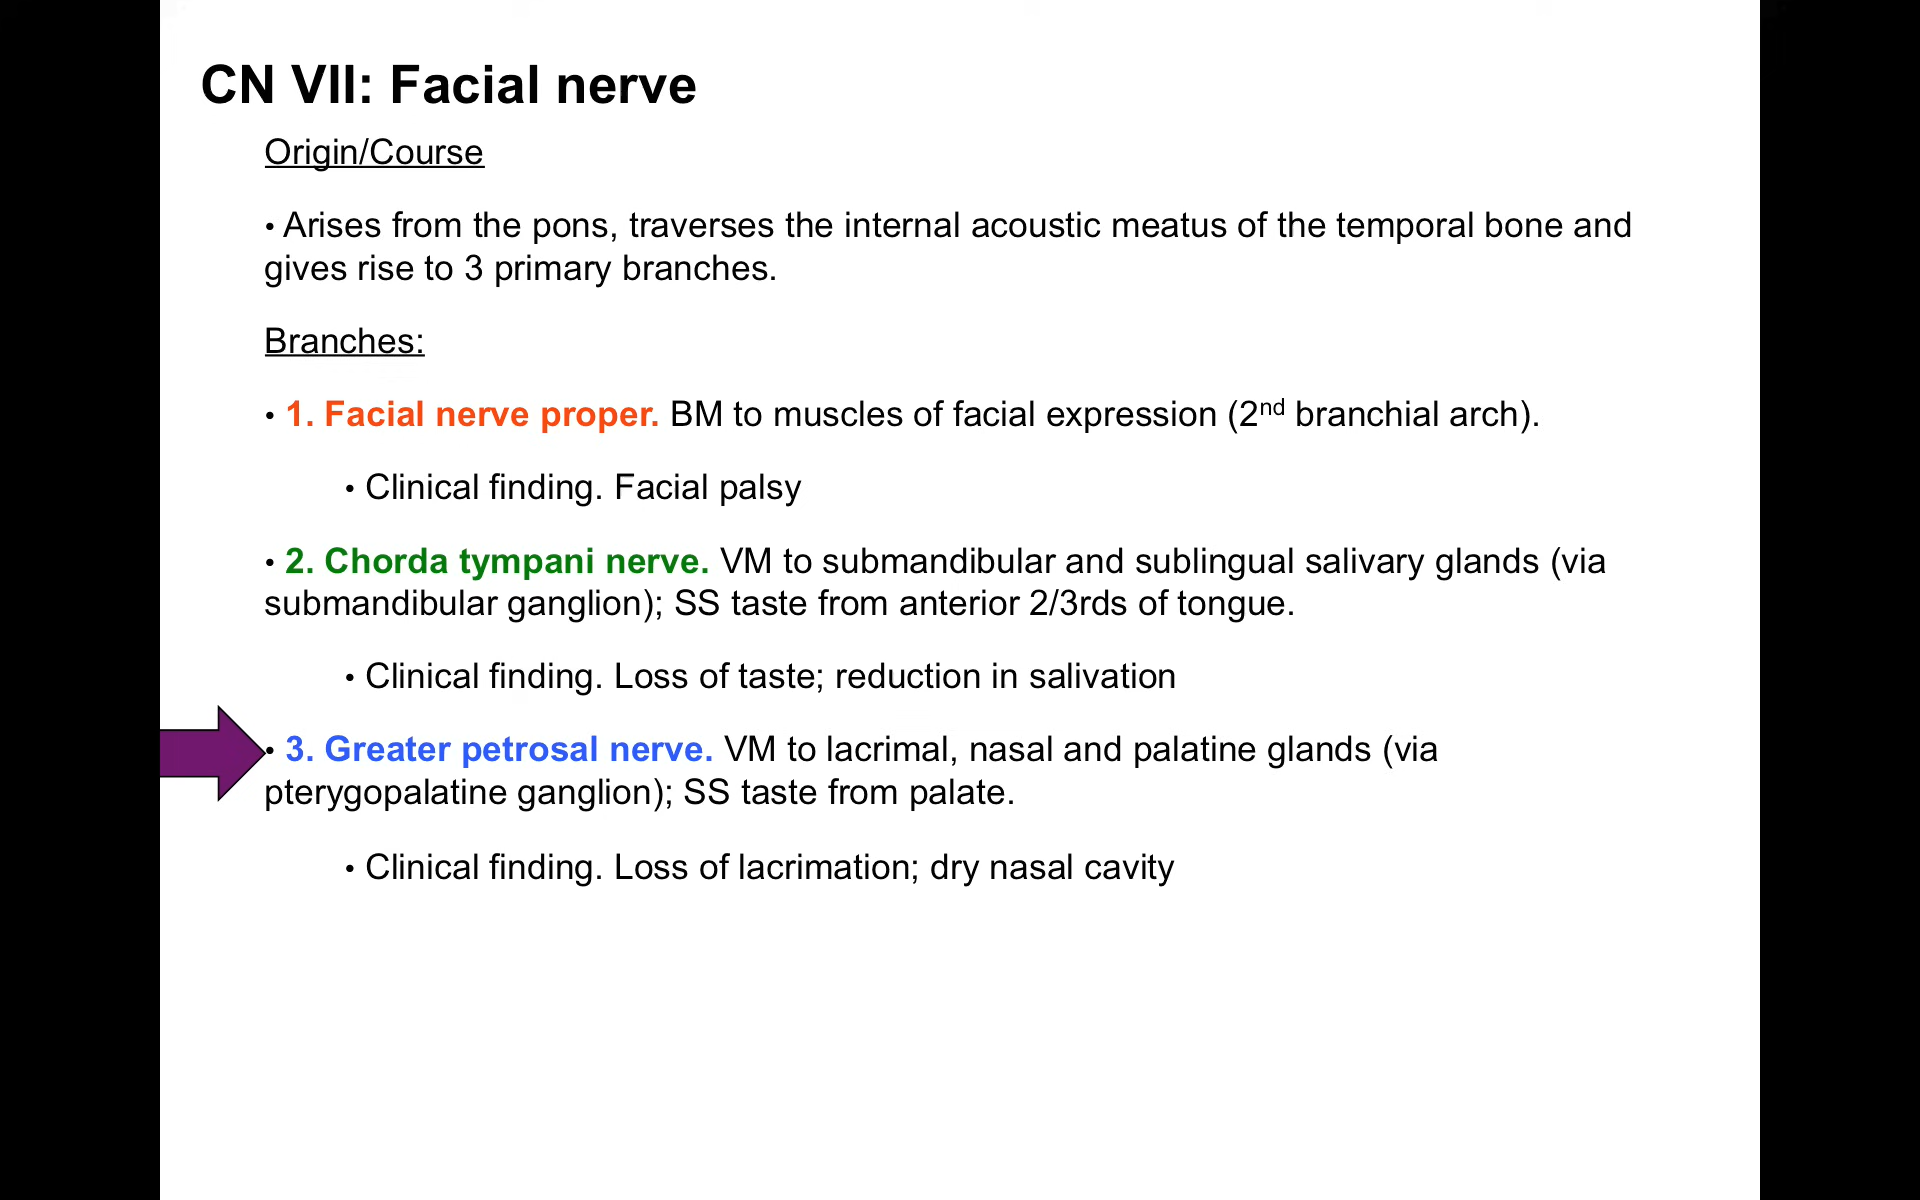 CN VII: Facial nerve
Origin/Course
• Arises from the pons, traverses the internal acoustic meatus of the temporal bone and
gives rise to 3 primary branches.
Branches:
• 1. Facial nerve proper. BM to muscles of facial expression (2nd branchial arch).
• Clinical finding. Facial palsy
• 2. Chorda tympani nerve. VM to submandibular and sublingual salivary glands (via
submandibular ganglion); SS taste from anterior 2/3rds of tongue.
• Clinical finding. Loss of taste; reduction in salivation
• 3. Greater petrosal nerve. VM to lacrimal, nasal and palatine glands (via
pterygopalatine ganglion); SS taste from palate.
• Clinical finding. Loss of lacrimation; dry nasal cavity